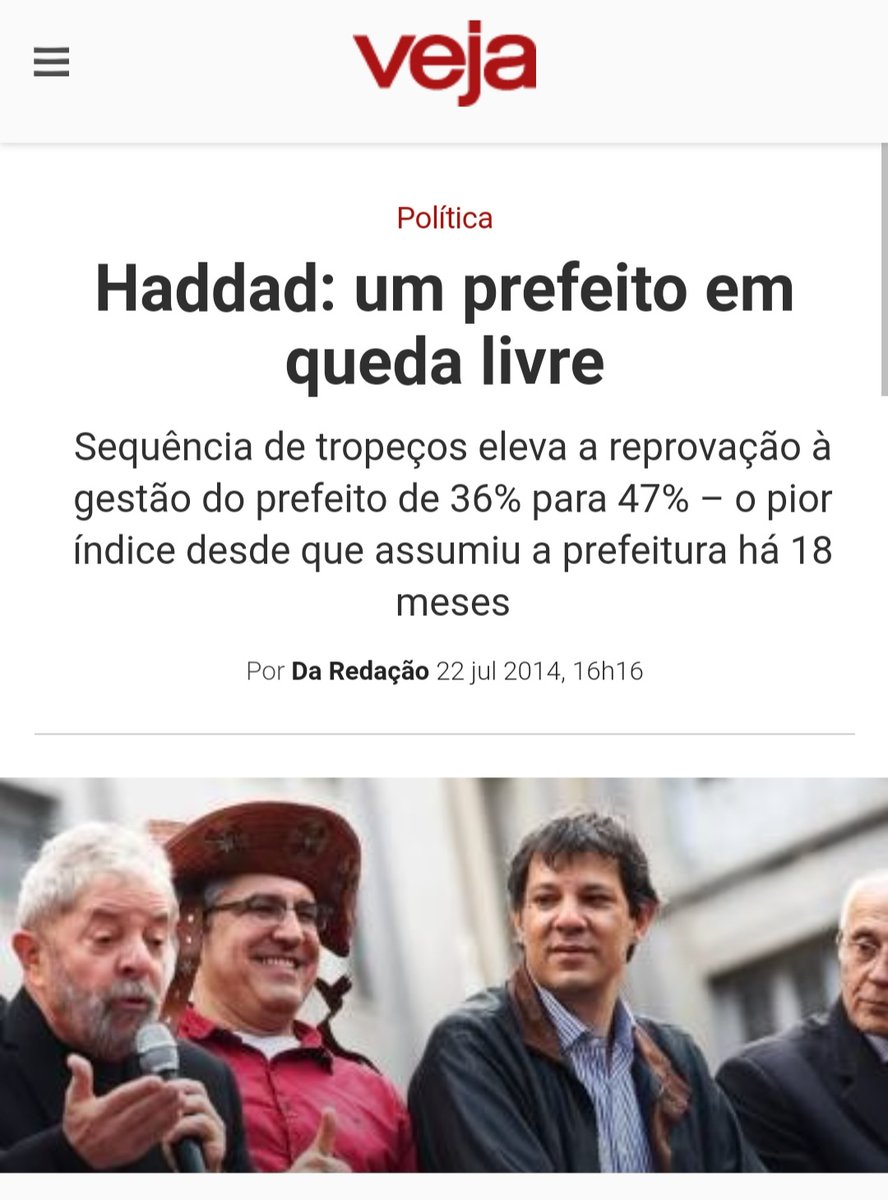 veja
Política
Haddad: um prefeito em
queda livre
Sequência de tropeços eleva a reprovação à
gestão do prefeito de 36% para 47% – o pior
índice desde que assumiu a prefeitura há 18
meses
Por Da Redação 22 jul 2014, 16h16